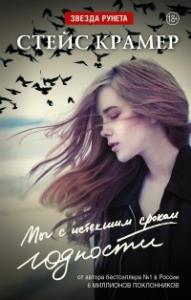 ЗВЕЗДА РУНЕТА
18+
СТЕЙС КРАМЕР
Мы с истекшим сроком
годности
от автора бестселлера №1 в России
6 МИЛЛИОНОВ ПОКЛОННИКОВ